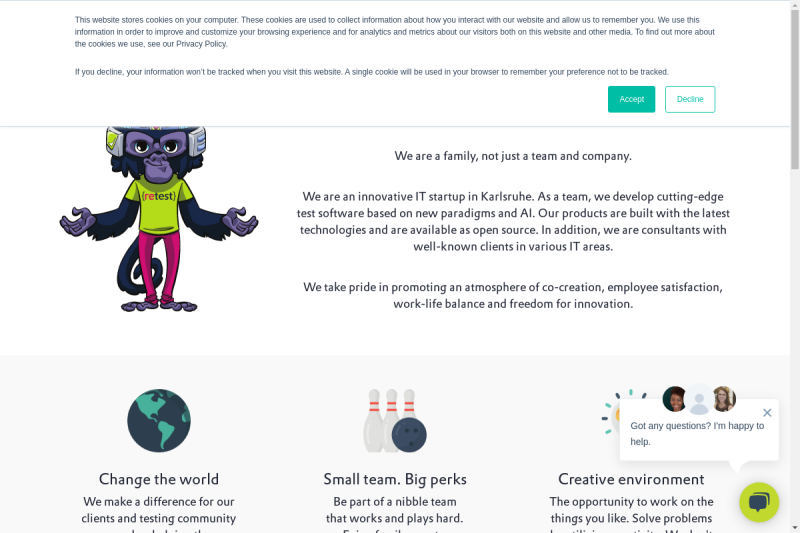 This website stores cookies on your computer. These cookies are used to collect information about how you interact with our website and allow us to remember you. We use this
information in order to improve and customize your browsing experience and for analytics and metrics about our visitors both on this website and other media. To find out more about
the cookies we use, see our Privacy Policy.
If you decline, your information won't be tracked when you visit this website. A single cookie will be used in your browser to remember your preference not to be tracked.
Accept
Decline
{retest}
We are a family, not just a team and company.
We are an innovative IT startup in Karlsruhe. As a team, we develop cutting-edge
test software based on new paradigms and AI. Our products are built with the latest
technologies and are available as open source. In addition, we are consultants with
well-known clients in various IT areas.
We take pride in promoting an atmosphere of co-creation, employee satisfaction,
work-life balance and freedom for innovation.
Got any questions? I'm happy to
help.
Change the world
We make a difference for our
clients and testing community
Small team. Big perks
Be part of a nibble team
that works and plays hard.
Creative environment
The opportunity to work on the
things you like. Solve problems